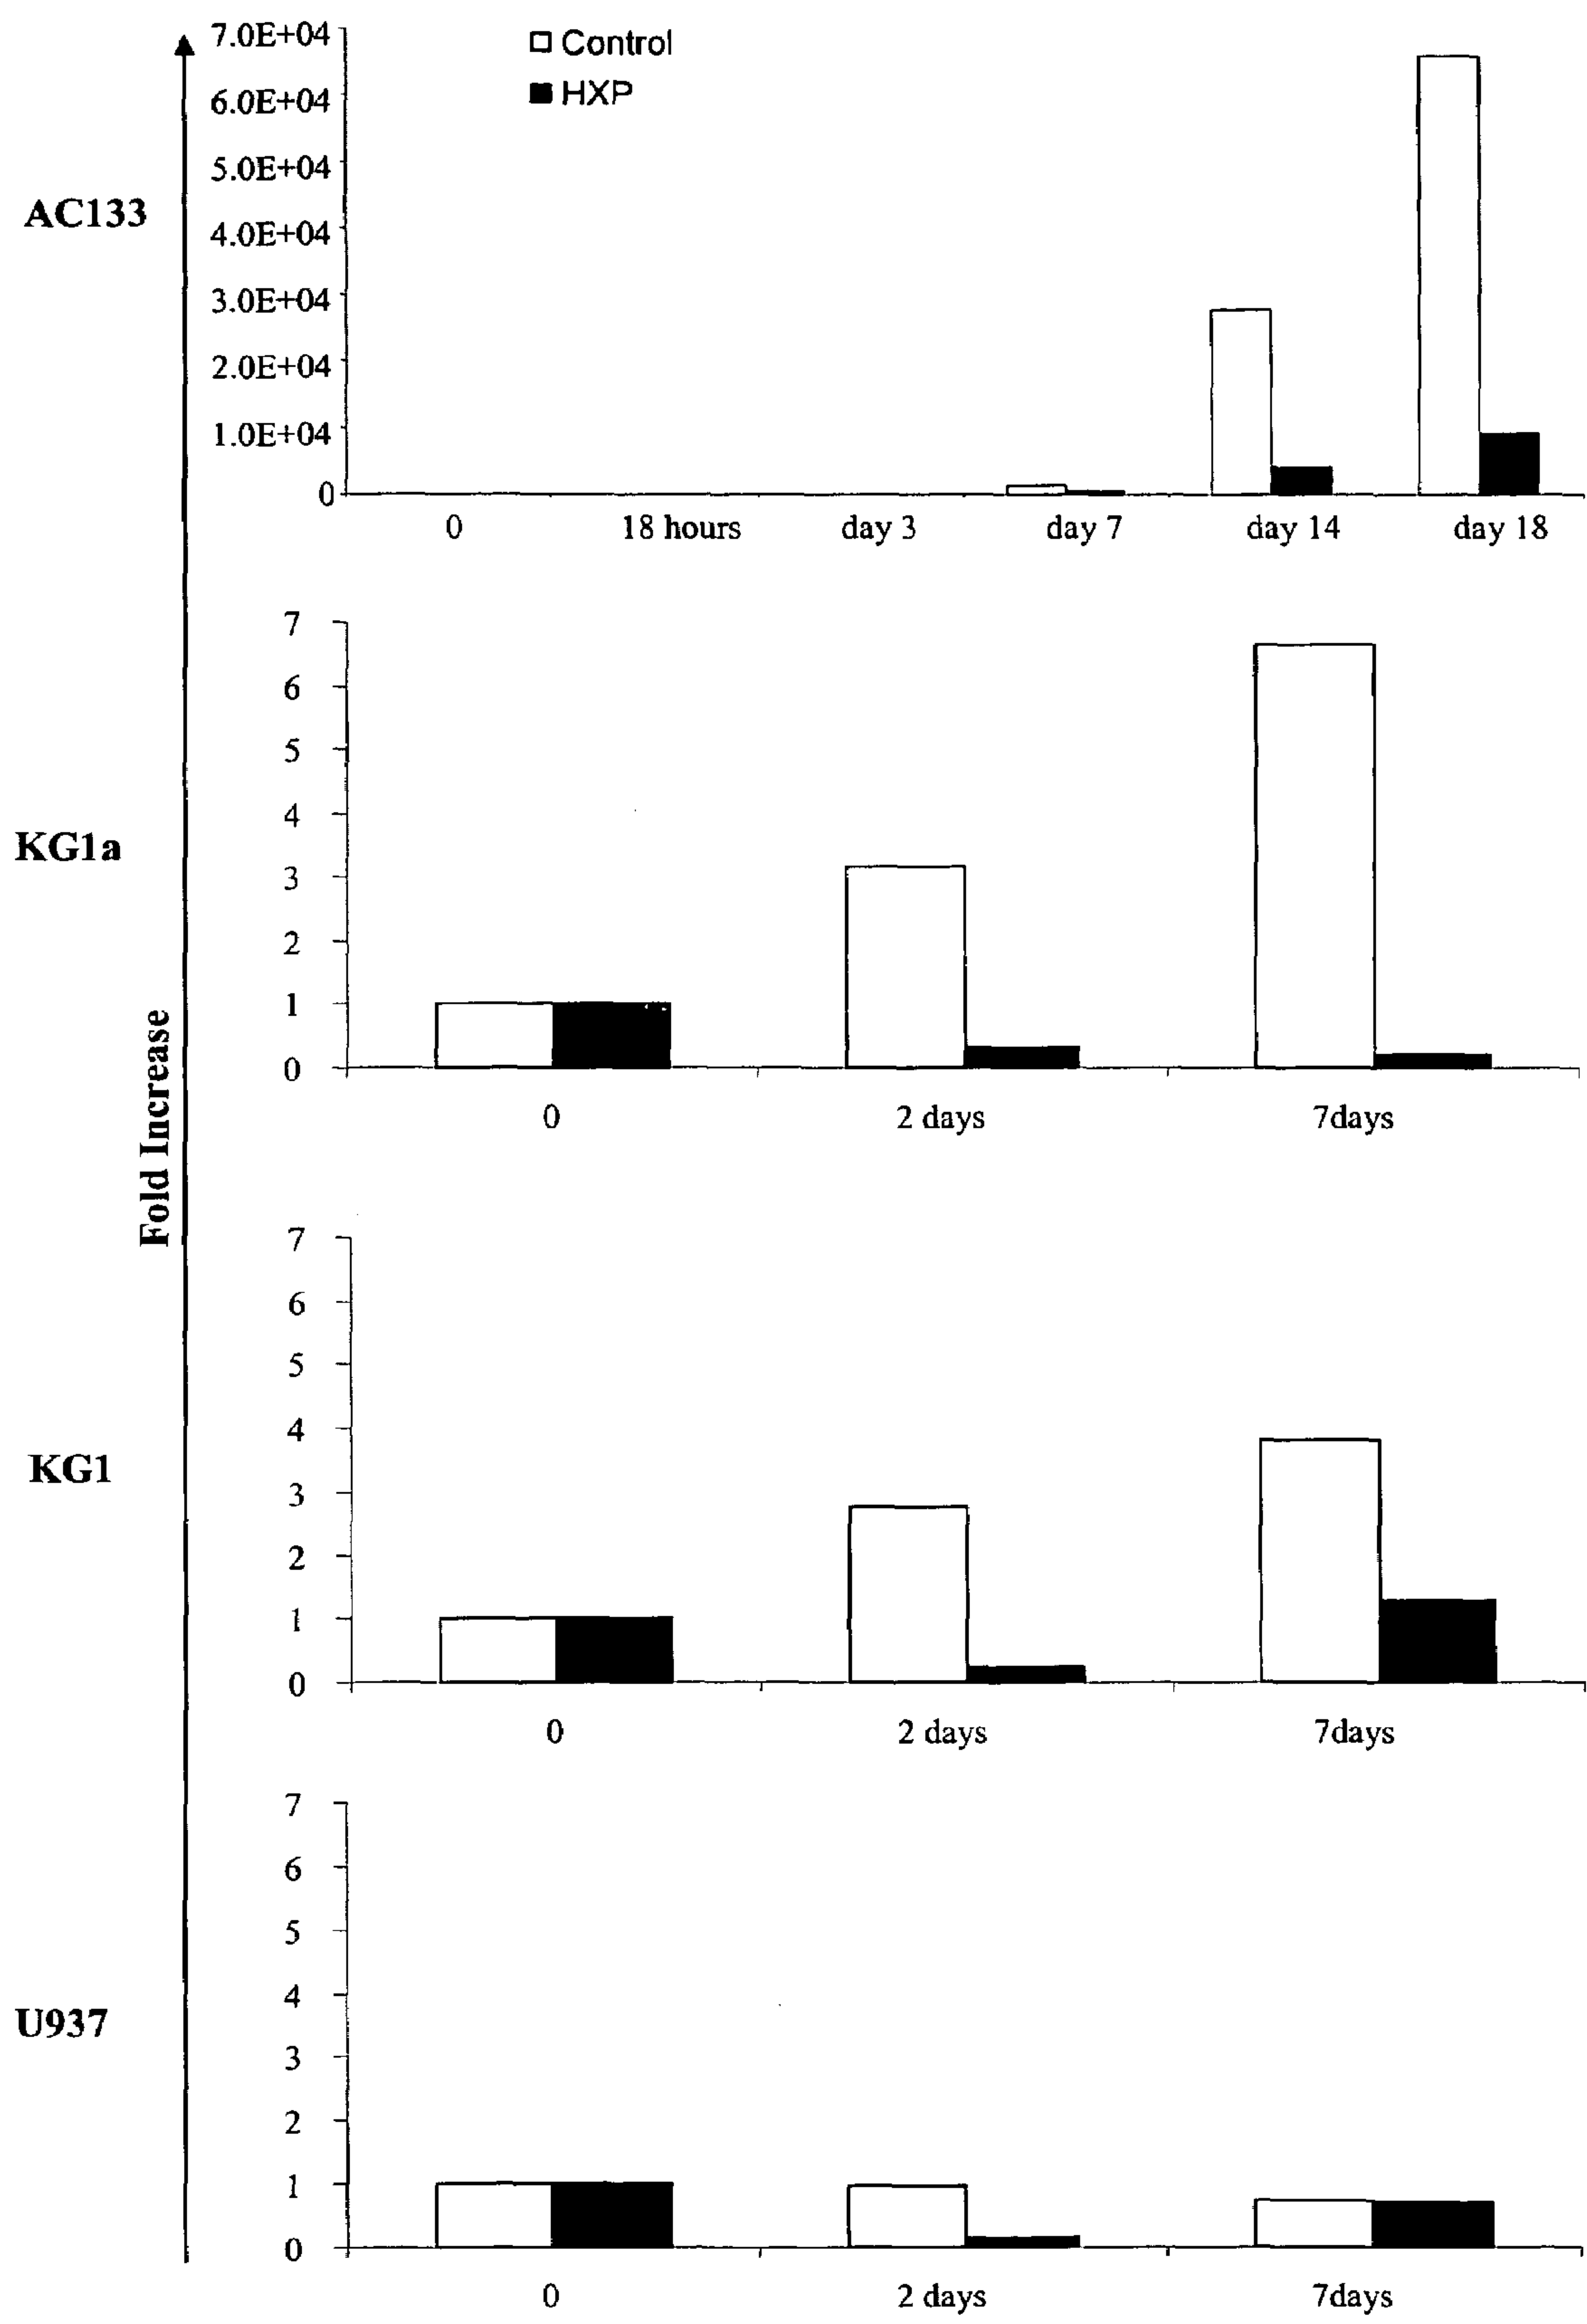 7.0E+04
Control
6.0E+04
HXP
5.0E+04
AC133
4.0E+04
3.0E+04
2.0E+04
1.0E+04
0
0 18 hours day 3 day 7 day 14 day 18
7
6
5
4
KG1a
3
2
1
0
0 2 days 7days
Fold Increase
7
6
5
4
KG1
3
2
1
0
0 2 days 7days
7
6
5
4
U937
3
2
1
0
0 2 days 7days